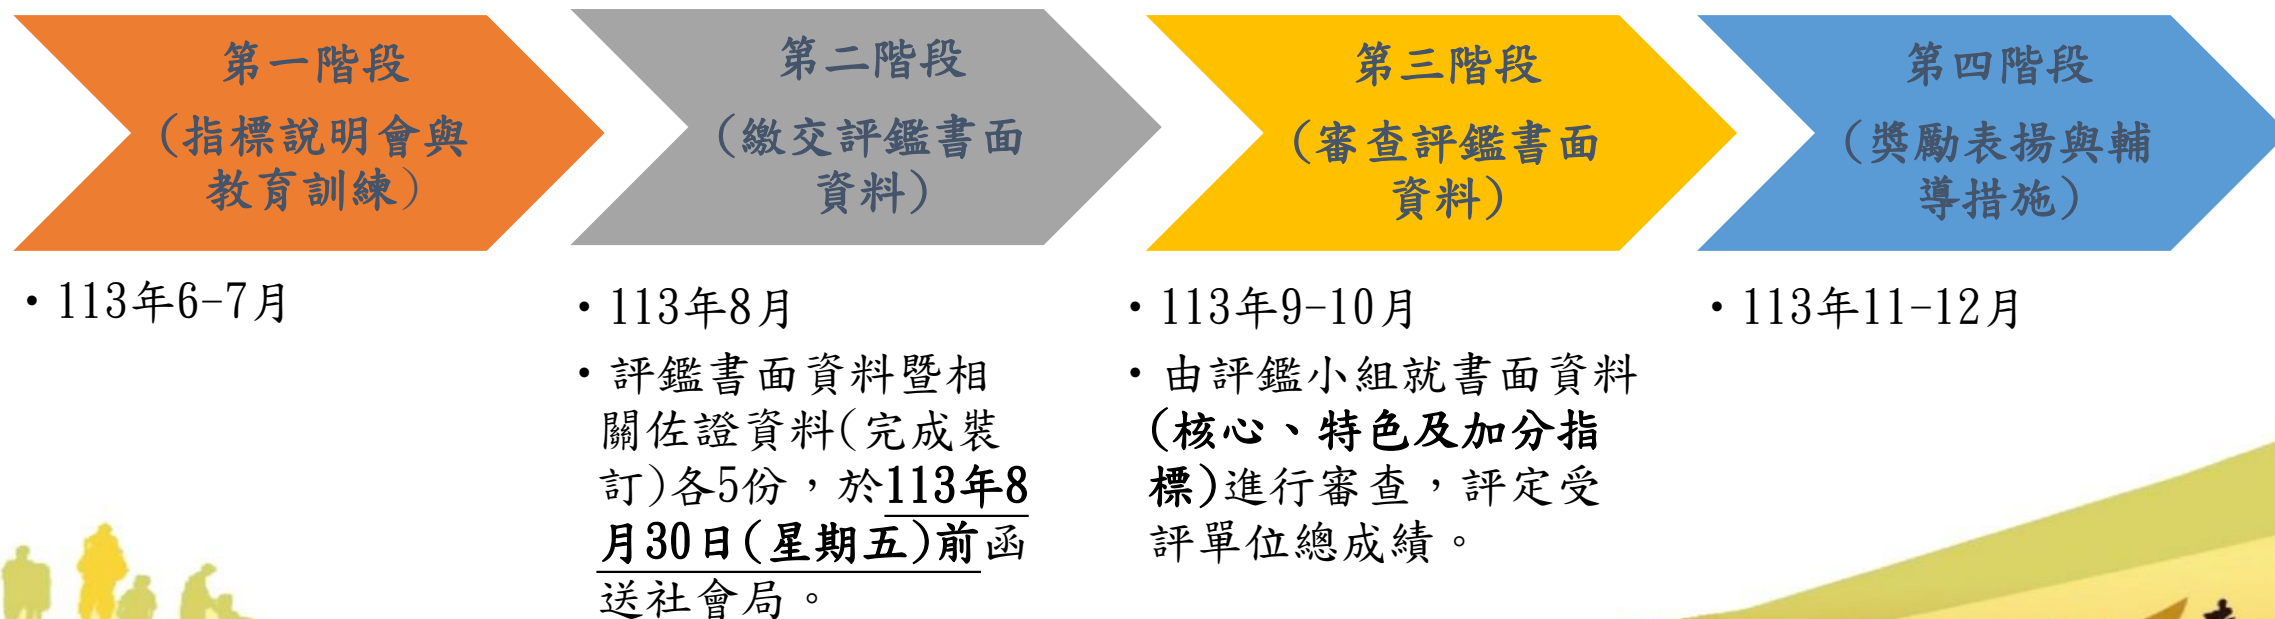 第一階段
(指標說明會與
教育訓練)
・113年6-7月
第二階段
(繳交評鑑書面
資料)
・113年8月
・評鑑書面資料暨相
關佐證資料(完成裝
訂)各5份，於113年8
月30日(星期五)前函
送社會局。
第三階段
(審查評鑑書面
資料)
・113年9-10月
・由評鑑小組就書面資料
(核心、特色及加分指
標)進行審查，評定受
評單位總成績。
第四階段
(獎勵表揚與輔
導措施)
・113年11-12月